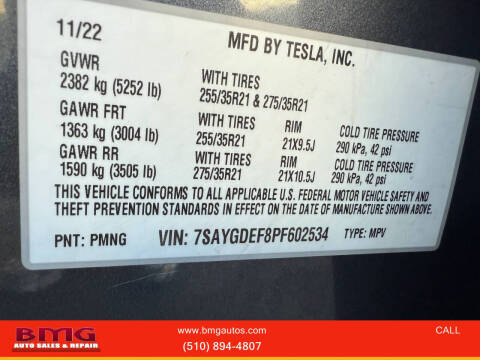 11/22 MFD BY TESLA, INC.
GVWR
2382 kg (5252 lb) WITH TIRES
255/35R21 & 275/35R21
GAWR FRT WITH TIRES RIM COLD TIRE PRESSURE
1363 kg (3004 lb) 255/35R21 21X9.5J 290 kPa, 42 psi
GAWR RR WITH TIRES RIM COLD TIRE PRESSURE
1590 kg (3505 lb) 275/35R21 21X10.5J 290 kPa, 42 psi
THIS VEHICLE CONFORMS TO ALL APPLICABLE U.S. FEDERAL MOTOR VEHICLE SAFETY AND
THEFT PREVENTION STANDARDS IN EFFECT ON THE DATE OF MANUFACTURE SHOWN ABOVE.
PNT: PMNG VIN: 7SAYGDEF8PF602534 TYPE: MPV
BMG
AUTO SALES & REPAIR
www.bmgautos.com
(510) 894-4807
CALL